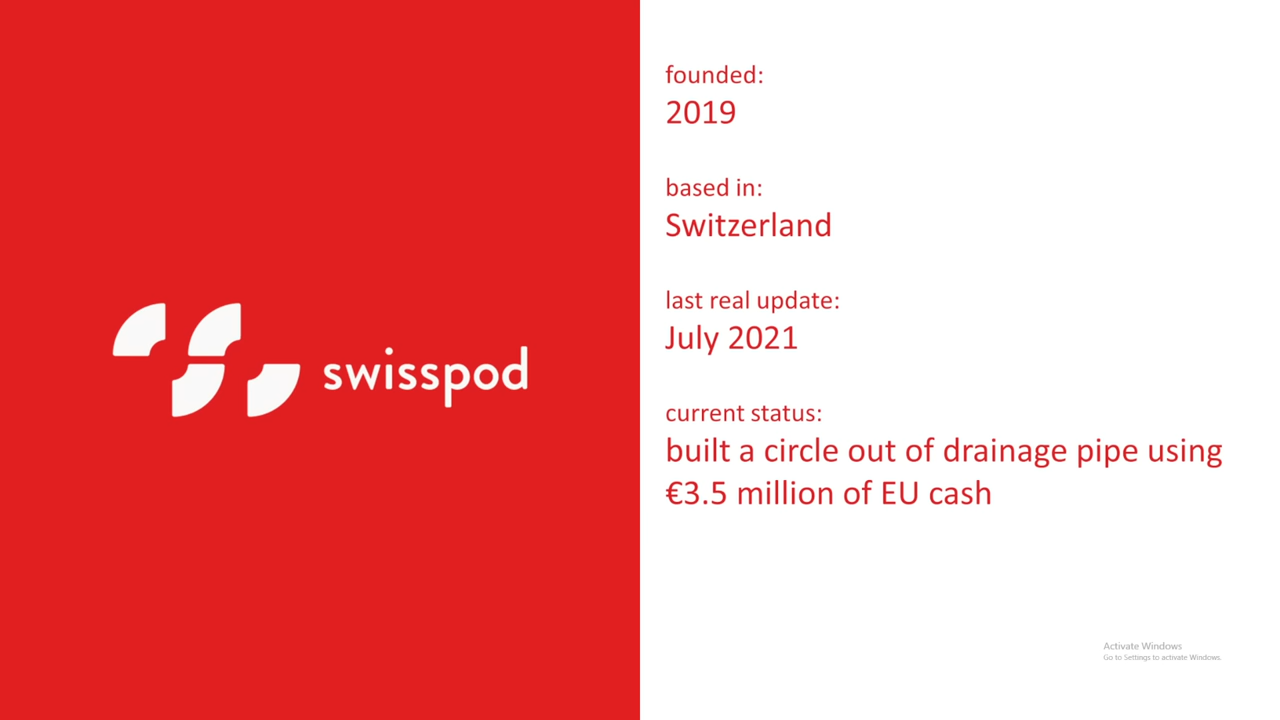 swisspod
founded:
2019
based in:
Switzerland
last real update:
July 2021
current status:
built a circle out of drainage pipe using
€3.5 million of EU cash
Activate Windows
Go to Settings to activate Windows.